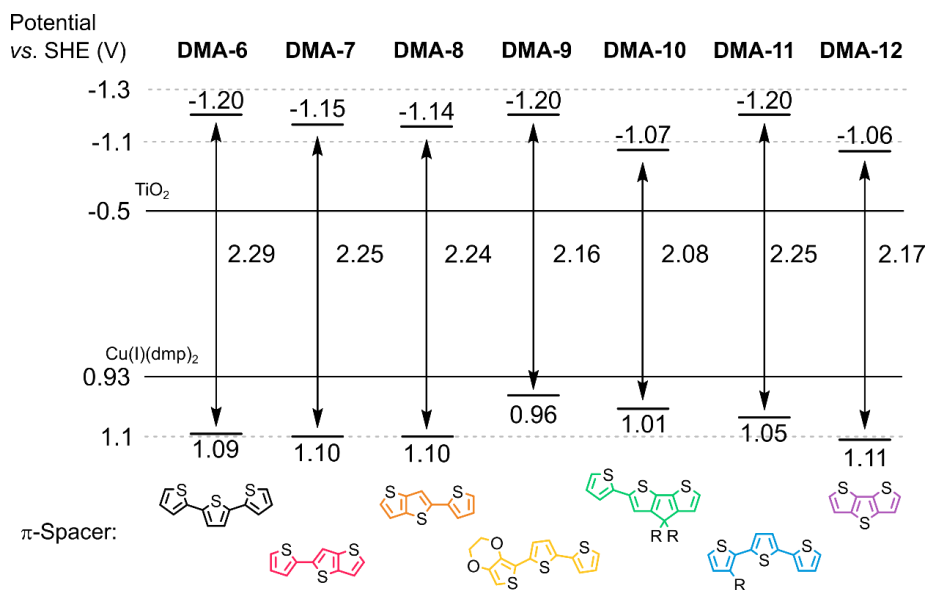 Potential
vs. SHE (V)
DMA-6 DMA-7 DMA-8 DMA-9 DMA-10 DMA-11 DMA-12
-1.3
-1.20 -1.15 -1.14 -1.20 -1.07 -1.20 -1.06
-1.1
TiO₂
-0.5
2.29 2.25 2.24 2.16 2.08 2.25 2.17
Cu(I)(dmp)₂
0.93
0.96 1.01 1.05
1.1
1.09 1.10 1.10 1.11
π-Spacer:
S S S
S S
S S
O O S S S
S S S R R
S S S R
S S S